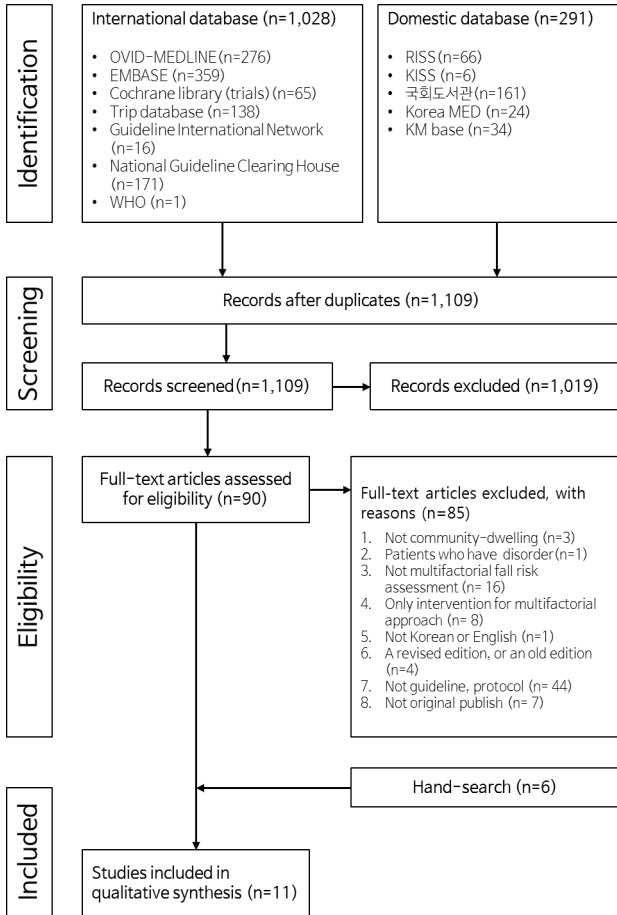 Identification
International database (n=1,028)
• OVID-MEDLINE(n=276)
• EMBASE (n=359)
• Cochrane library (trials) (n=65)
• Trip database (n=138)
• Guideline International Network
(n=16)
• National Guideline Clearing House
(n=171)
• WHO (n=1)
Domestic database (n=291)
• RISS(n=66)
• KISS (n=6)
• 국회도서관(n=161)
• Korea MED (n=24)
• KM base (n=34)
Screening
Records after duplicates (n=1,109)
Records screened(n=1,109)
Records excluded (n=1,019)
Eligibility
Full-text articles assessed
for eligibility (n=90)
Full-text articles excluded, with
reasons (n=85)
1. Not community-dwelling (n=3)
2. Patients who have disorder(n=1)
3. Not multifactorial fall risk
assessment (n= 16)
4. Only intervention for multifactorial
approach (n= 8)
5. Not Korean or English (n=1)
6. A revised edition, or an old edition
(n=4)
7. Not guideline, protocol (n= 44)
8. Not original publish (n= 7)
Included
Hand-search (n=6)
Studies included in
qualitative synthesis (n=11)